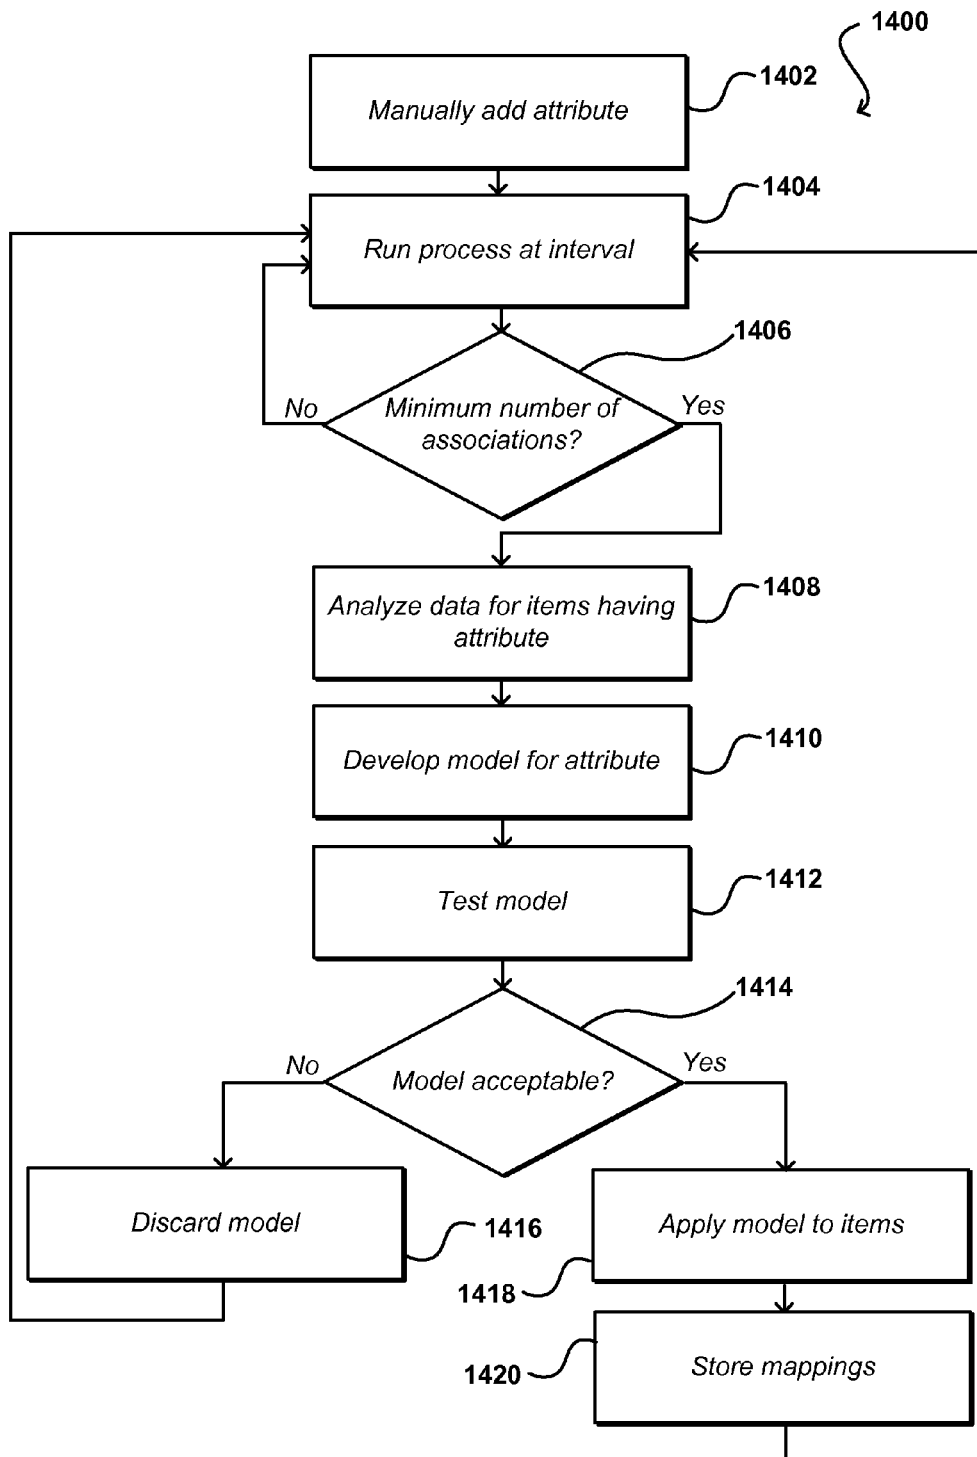 1400
Manually add attribute
1402
Run process at interval
1404
Minimum number of
associations?
1406
No
Yes
Analyze data for items having
attribute
1408
Develop model for attribute
1410
Test model
1412
Model acceptable?
1414
No
Yes
Discard model
1416
Apply model to items
1418
Store mappings
1420